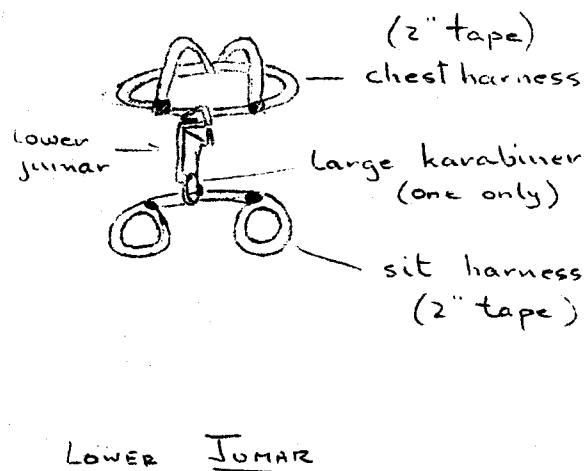 (2" tape)
chest harness
Lower
jumar
Large karabiner
(one only)
sit harness
(2" tape)
LOWER JUMAR